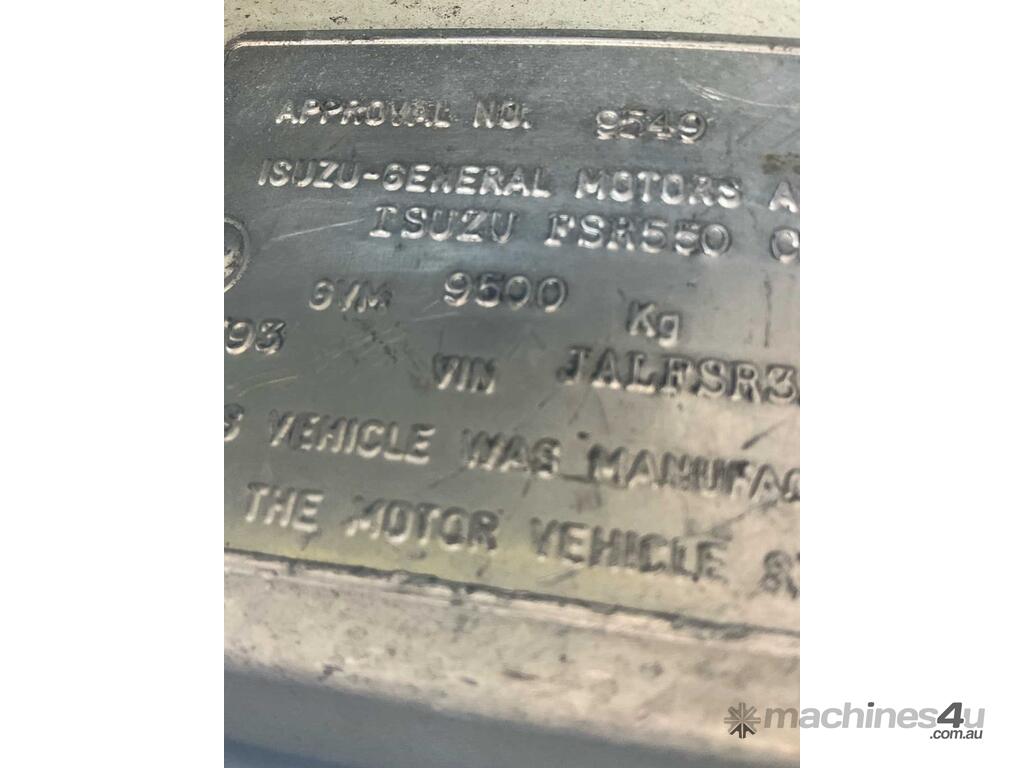 APPROVAL NO. 9549
ISUZU-GENERAL MOTORS A
ISUZU FSR550
GVM 9500 Kg
/93
VIN JALFSR3
S VEHICLE WAS MANUFAC
THE MOTOR VEHICLE S
machines4u
.com.au